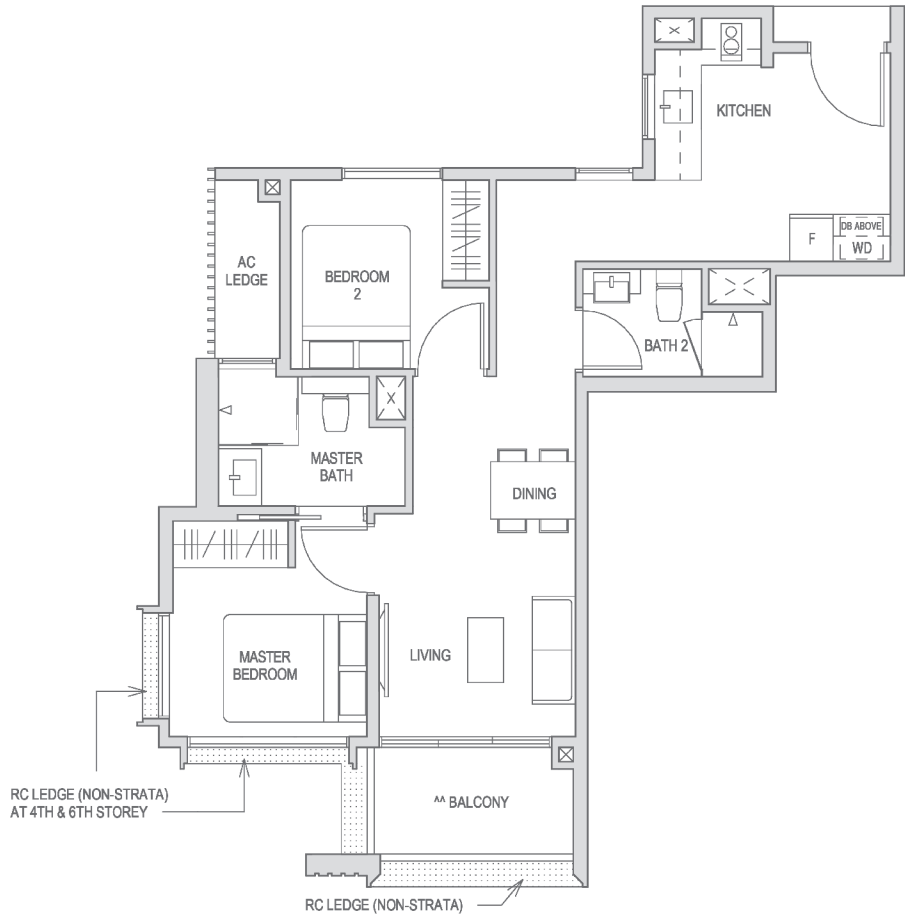 KITCHEN
DB ABOVE
F
WD
AC
LEDGE
BEDROOM
2
BATH 2
MASTER
BATH
DINING
MASTER
BEDROOM
LIVING
RC LEDGE (NON-STRATA)
AT 4TH & 6TH STOREY
^^ BALCONY
RC LEDGE (NON-STRATA)